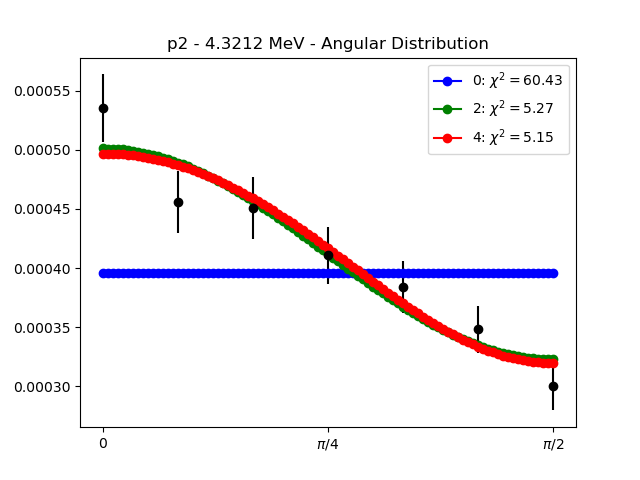 p2 - 4.3212 MeV - Angular Distribution
0: χ² = 60.43
2: χ² = 5.27
4: χ² = 5.15
0.00055
0.00050
0.00045
0.00040
0.00035
0.00030
0 π/4 π/2